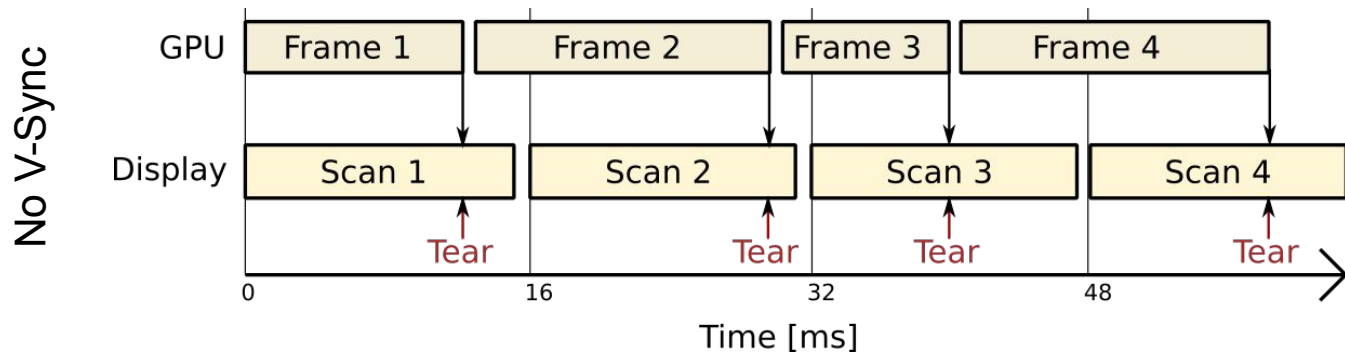 No V-Sync
GPU Frame 1 Frame 2 Frame 3 Frame 4
Display Scan 1 Scan 2 Scan 3 Scan 4
Tear Tear Tear Tear
0 16 32 48
Time [ms]